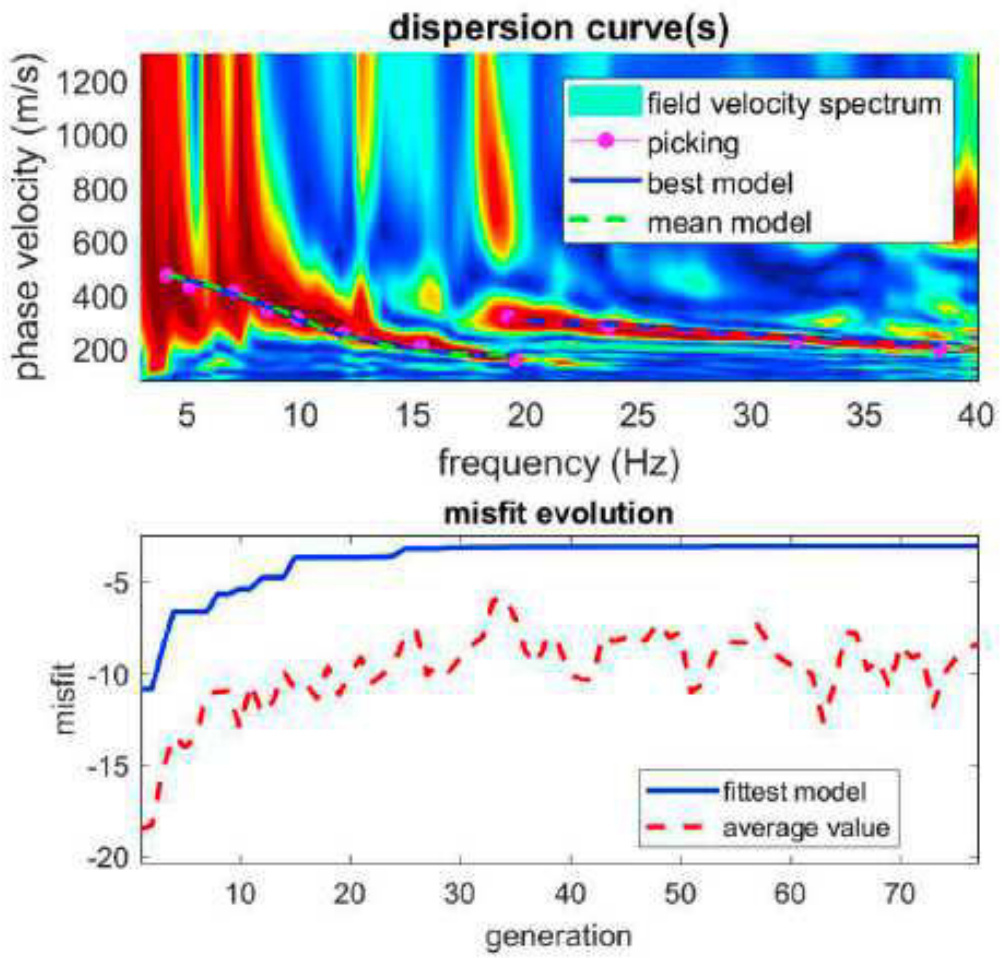 dispersion curve(s)
phase velocity (m/s)
1200
1000
800
600
400
200
field velocity spectrum
picking
best model
mean model
5 10 15 20 25 30 35 40
frequency (Hz)
misfit evolution
misfit
-5
-10
-15
-20
fittest model
average value
10 20 30 40 50 60 70
generation